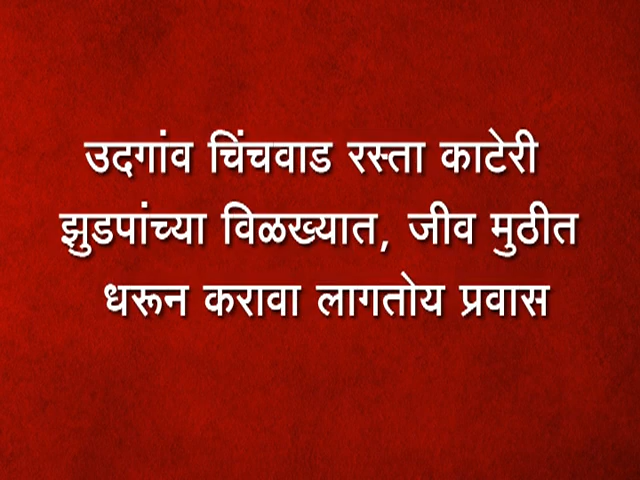 उदगांव चिंचवाड रस्ता काटेरी
झुडपांच्या विळख्यात, जीव मुठीत
धरून करावा लागतोय प्रवास